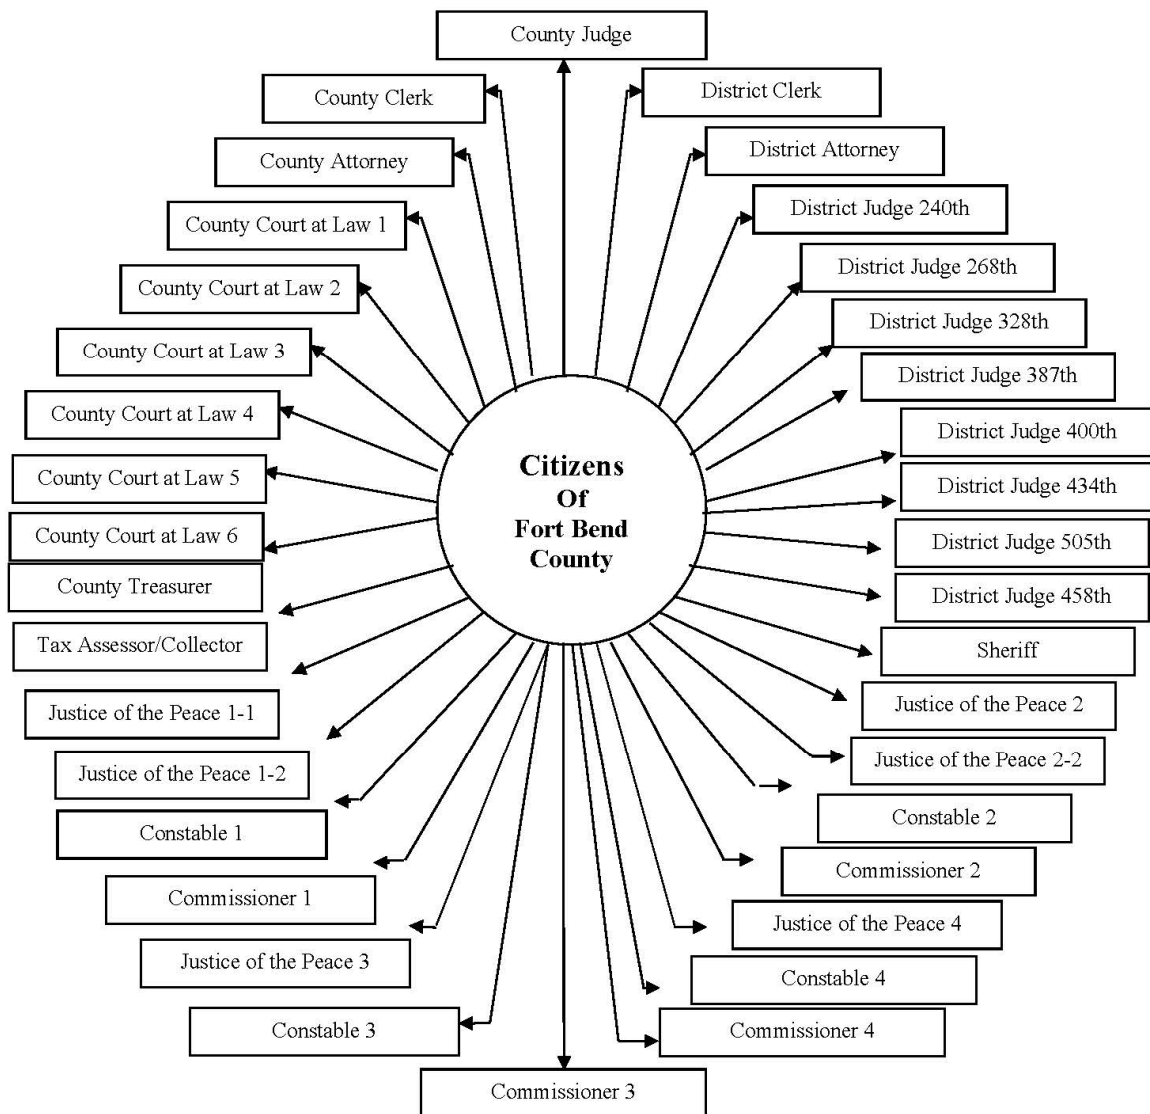 County Judge
County Clerk
District Clerk
County Attorney
District Attorney
County Court at Law 1
District Judge 240th
County Court at Law 2
District Judge 268th
County Court at Law 3
District Judge 328th
County Court at Law 4
District Judge 387th
County Court at Law 5
District Judge 400th
County Court at Law 6
District Judge 434th
Citizens
Of
Fort Bend
County
District Judge 505th
County Treasurer
District Judge 458th
Tax Assessor/Collector
Sheriff
Justice of the Peace 1-1
Justice of the Peace 2
Justice of the Peace 1-2
Justice of the Peace 2-2
Constable 1
Constable 2
Commissioner 1
Commissioner 2
Justice of the Peace 3
Justice of the Peace 4
Constable 3
Constable 4
Commissioner 4
Commissioner 3